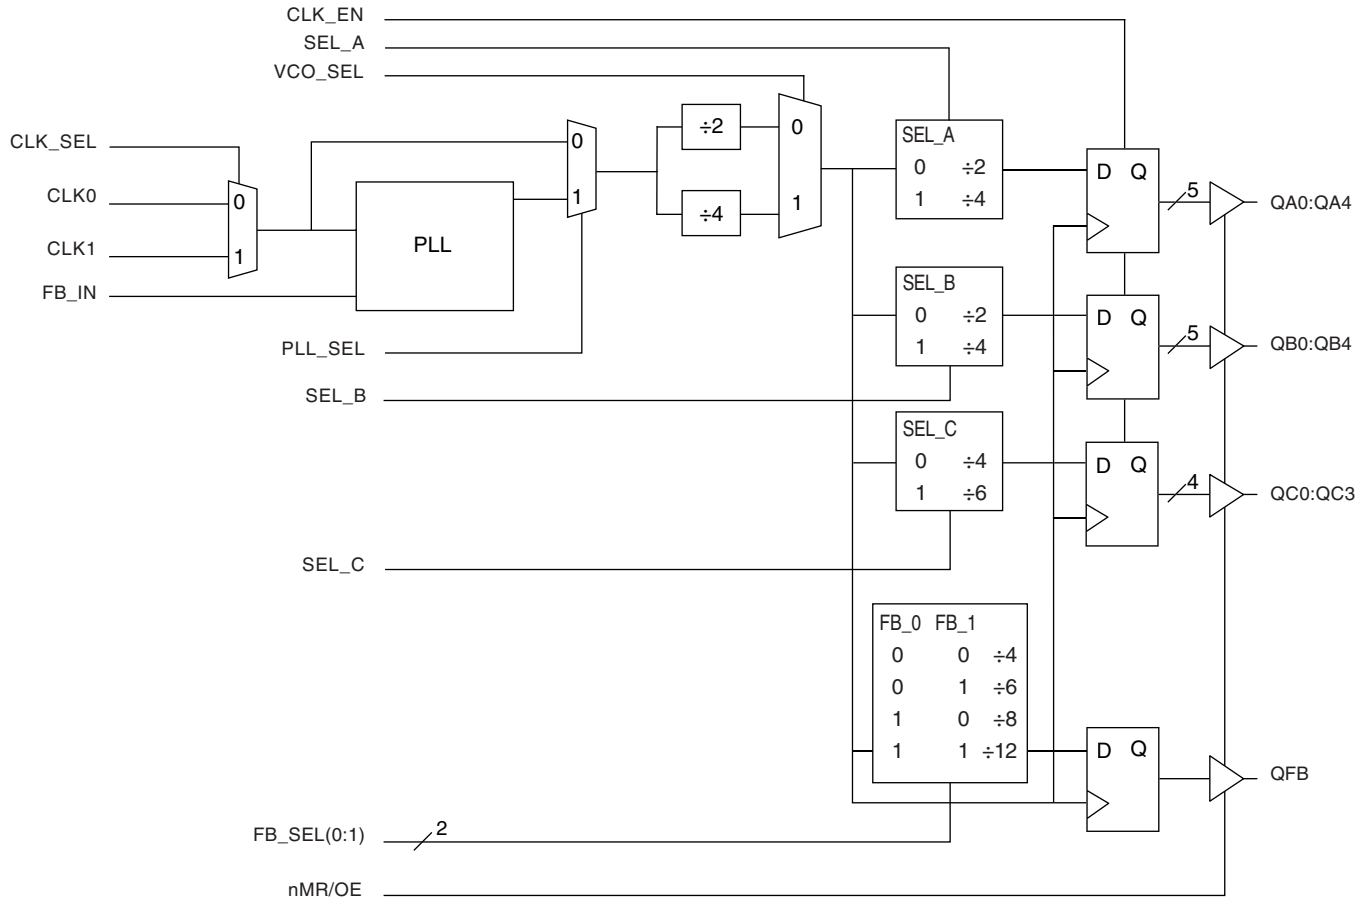 CLK_EN
SEL_A
VCO_SEL
CLK_SEL
CLK0
CLK1
FB_IN
0
1
PLL
PLL_SEL
0
1
÷2
÷4
0
1
SEL_A
0 ÷2
1 ÷4
D Q
5
QA0:QA4
SEL_B
0 ÷2
1 ÷4
D Q
5
QB0:QB4
SEL_B
SEL_C
0 ÷4
1 ÷6
D Q
4
QC0:QC3
SEL_C
FB_0 FB_1
0 0 ÷4
0 1 ÷6
1 0 ÷8
1 1 ÷12
D Q
QFB
FB_SEL(0:1)
2
nMR/OE